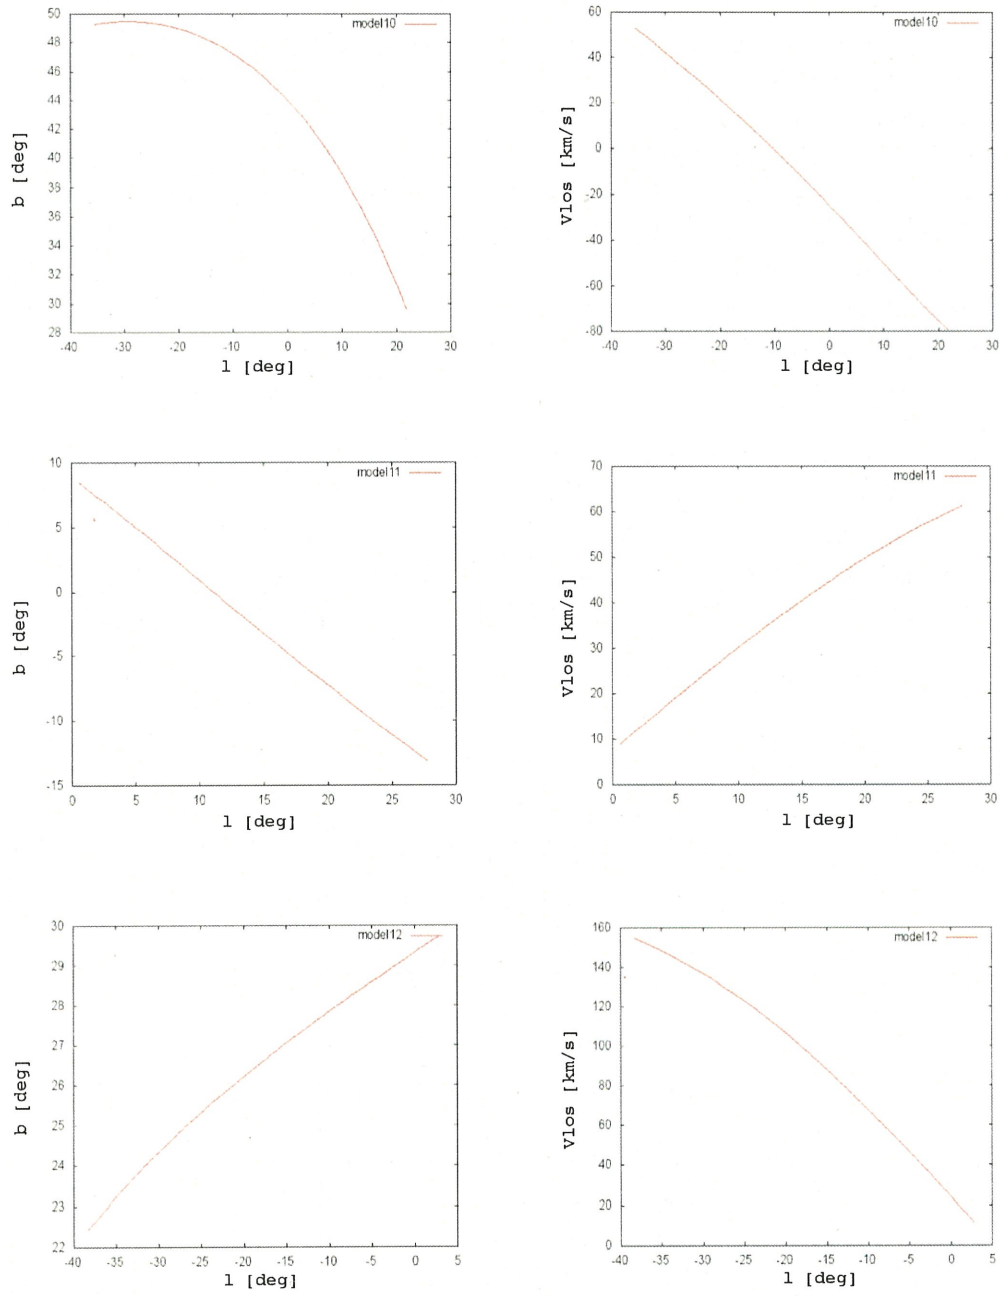 50
48
46
44
42
40
38
36
34
32
30
28
b [deg]
model10
-40 -30 -20 -10 0 10 20 30
l [deg]
60
40
20
0
-20
-40
-60
-80
Vlos [km/s]
model10
-40 -30 -20 -10 0 10 20 30
l [deg]
10
5
0
-5
-10
-15
b [deg]
model11
0 5 10 15 20 25 30
l [deg]
70
60
50
40
30
20
10
0
Vlos [km/s]
model11
0 5 10 15 20 25 30
l [deg]
30
29
28
27
26
25
24
23
22
b [deg]
model12
-40 -35 -30 -25 -20 -15 -10 -5 0 5
l [deg]
160
140
120
100
80
60
40
20
0
Vlos [km/s]
model12
-40 -35 -30 -25 -20 -15 -10 -5 0 5
l [deg]